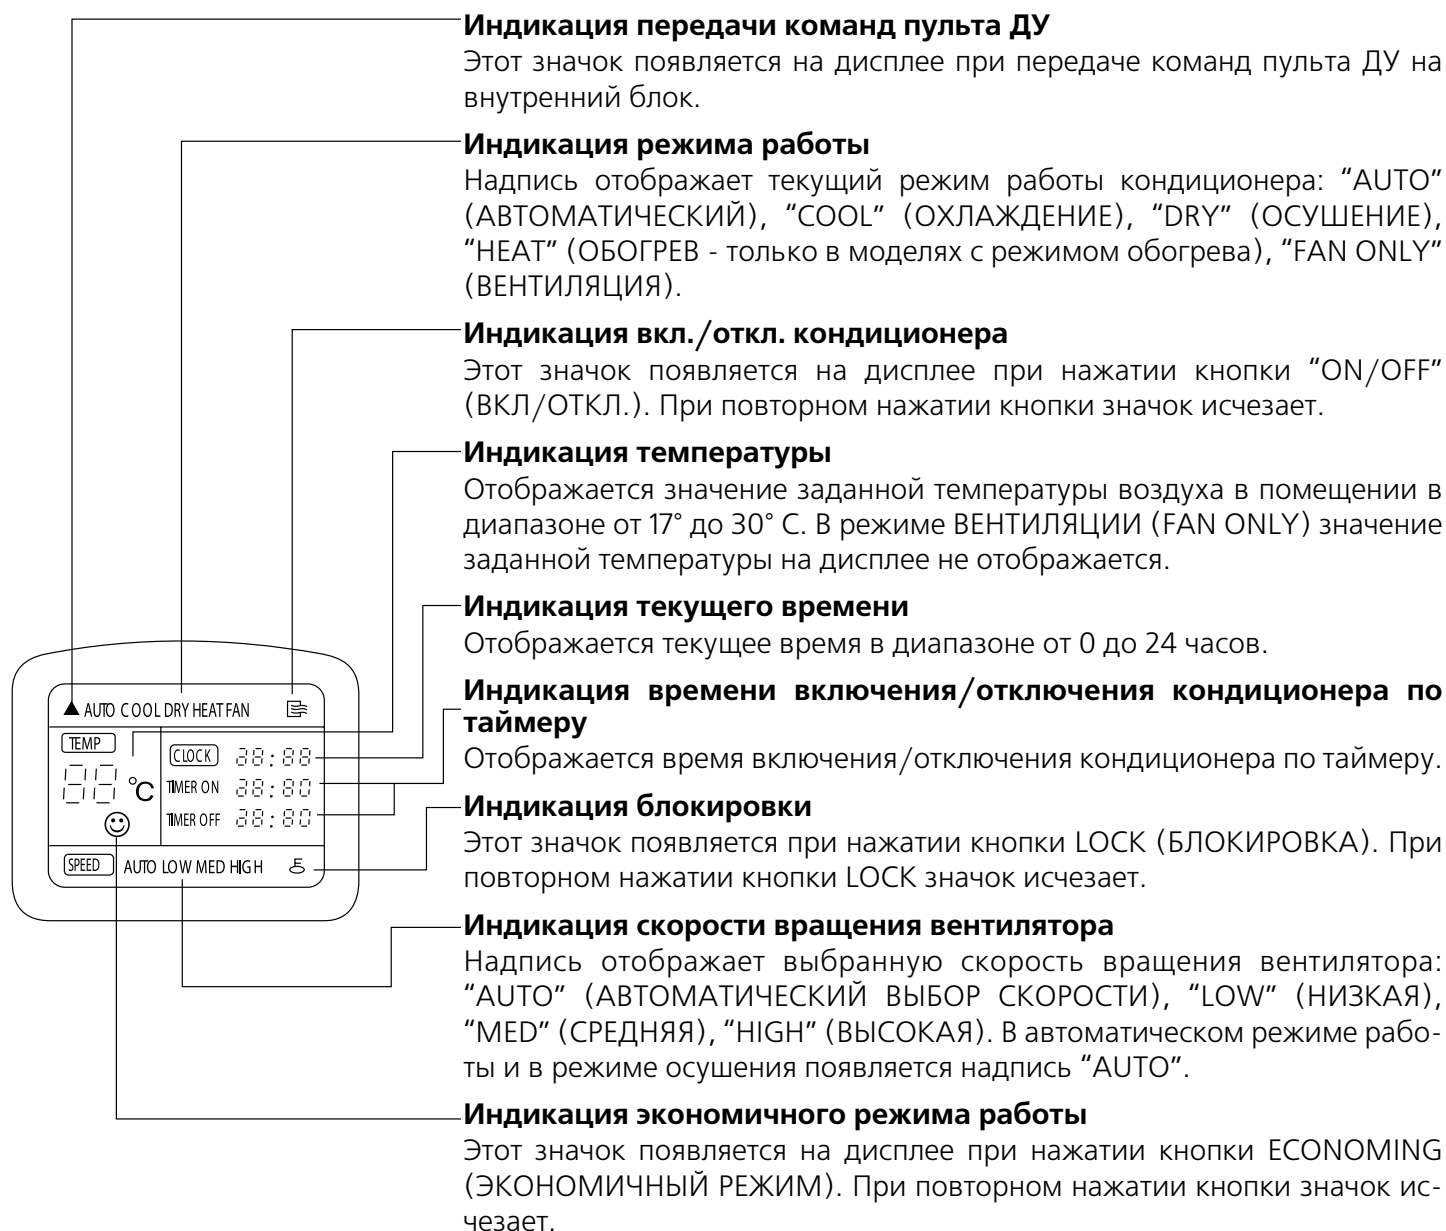 Индикация передачи команд пульта ДУ
Этот значок появляется на дисплее при передаче команд пульта ДУ на
внутренний блок.
Индикация режима работы
Надпись отображает текущий режим работы кондиционера: “AUTO”
(АВТОМАТИЧЕСКИЙ), “COOL” (ОХЛАЖДЕНИЕ), “DRY” (ОСУШЕНИЕ),
“HEAT” (ОБОГРЕВ - только в моделях с режимом обогрева), “FAN ONLY”
(ВЕНТИЛЯЦИЯ).
Индикация вкл./откл. кондиционера
Этот значок появляется на дисплее при нажатии кнопки “ON/OFF”
(ВКЛ/ОТКЛ.). При повторном нажатии кнопки значок исчезает.
Индикация температуры
Отображается значение заданной температуры воздуха в помещении в
диапазоне от 17° до 30° С. В режиме ВЕНТИЛЯЦИИ (FAN ONLY) значение
заданной температуры на дисплее не отображается.
Индикация текущего времени
Отображается текущее время в диапазоне от 0 до 24 часов.
Индикация времени включения/отключения кондиционера по
таймеру
Отображается время включения/отключения кондиционера по таймеру.
Индикация блокировки
Этот значок появляется при нажатии кнопки LOCK (БЛОКИРОВКА). При
повторном нажатии кнопки LOCK значок исчезает.
Индикация скорости вращения вентилятора
Надпись отображает выбранную скорость вращения вентилятора:
“AUTO” (АВТОМАТИЧЕСКИЙ ВЫБОР СКОРОСТИ), “LOW” (НИЗКАЯ),
“MED” (СРЕДНЯЯ), “HIGH” (ВЫСОКАЯ). В автоматическом режиме рабо-
ты и в режиме осушения появляется надпись “AUTO”.
Индикация экономичного режима работы
Этот значок появляется на дисплее при нажатии кнопки ECONOMING
(ЭКОНОМИЧНЫЙ РЕЖИМ). При повторном нажатии кнопки значок ис-
чезает.
AUTO COOL DRY HEAT FAN
TEMP
88 °C
CLOCK 38:88
TIMER ON 38:80
TIMER OFF 38:80
SPEED AUTO LOW MED HIGH